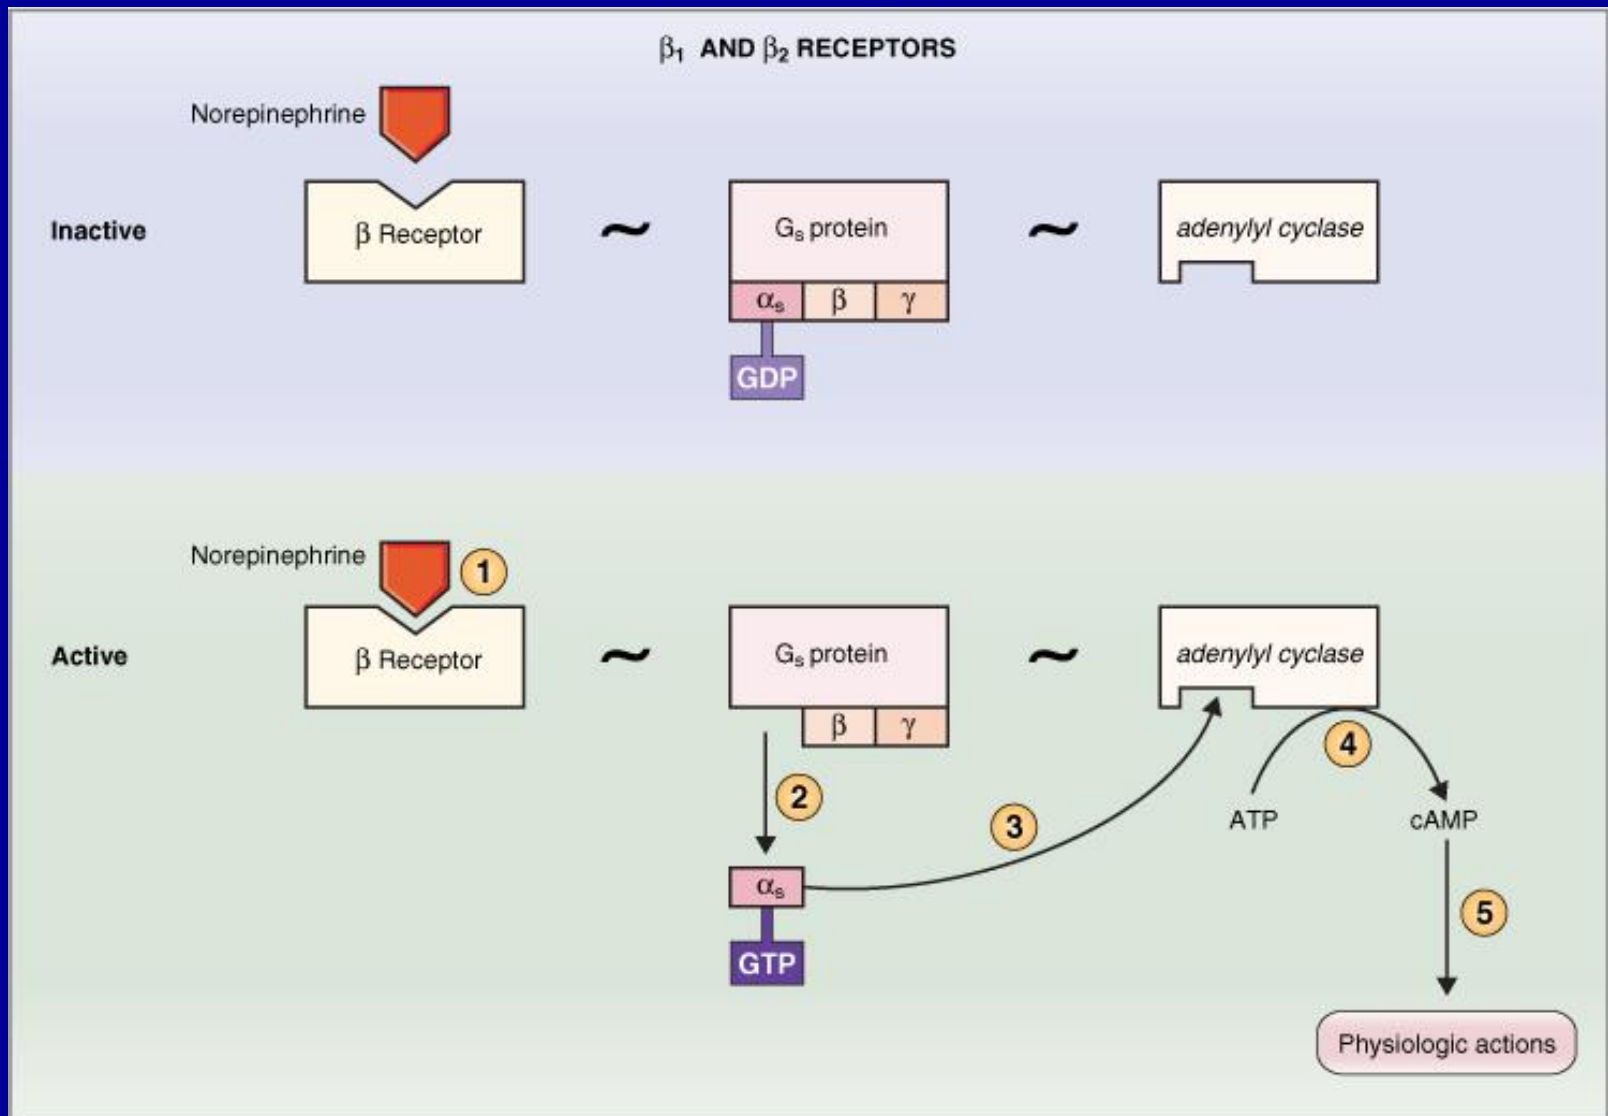 β₁ AND β₂ RECEPTORS
Norepinephrine
Inactive
β Receptor
~
Gₛ protein
~
adenylyl cyclase
αₛ
β
γ
GDP
Norepinephrine
1
Active
β Receptor
~
Gₛ protein
~
adenylyl cyclase
β
γ
2
3
4
ATP
cAMP
αₛ
5
GTP
Physiologic actions